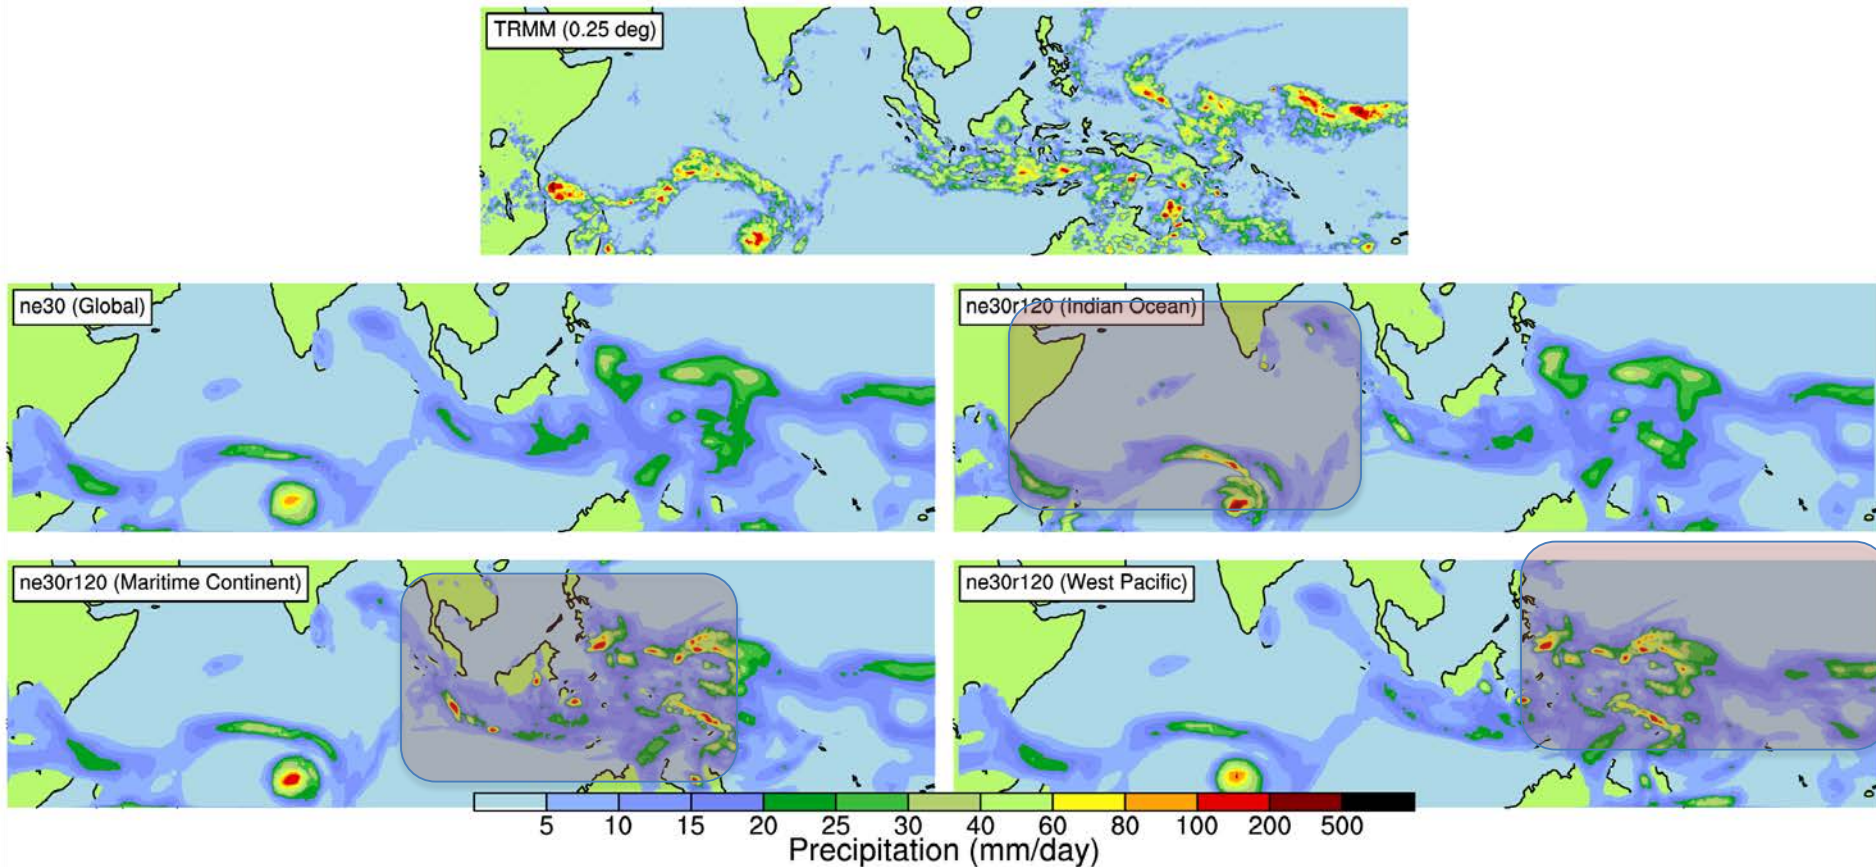 TRMM (0.25 deg)
ne30 (Global)
ne30r120 (Indian Ocean)
ne30r120 (Maritime Continent)
ne30r120 (West Pacific)
5 10 15 20 25 30 40 60 80 100 200 500
Precipitation (mm/day)